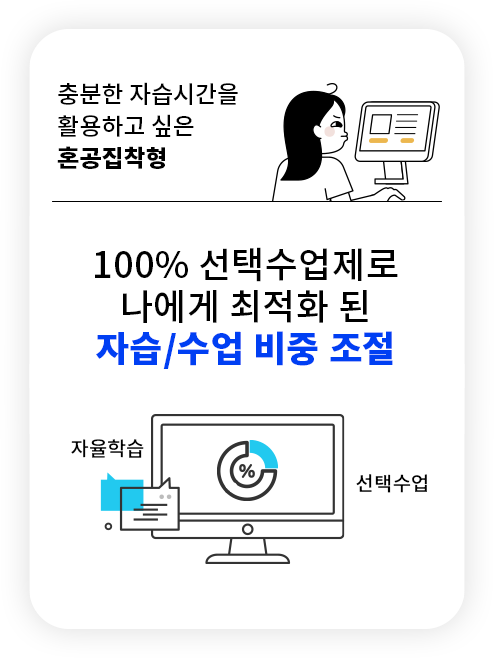 충분한 자습시간을
활용하고 싶은
혼공집착형
100% 선택수업제로
나에게 최적화 된
자습/수업 비중 조절
자율학습
%
선택수업